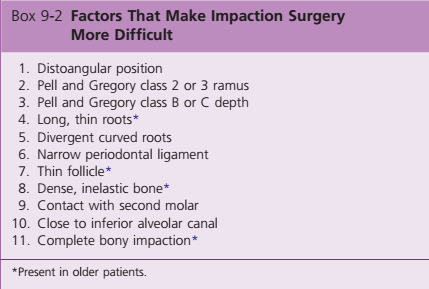 Box 9-2 Factors That Make Impaction Surgery
More Difficult
1. Distoangular position
2. Pell and Gregory class 2 or 3 ramus
3. Pell and Gregory class B or C depth
4. Long, thin roots*
5. Divergent curved roots
6. Narrow periodontal ligament
7. Thin follicle*
8. Dense, inelastic bone*
9. Contact with second molar
10. Close to inferior alveolar canal
11. Complete bony impaction*
*Present in older patients.